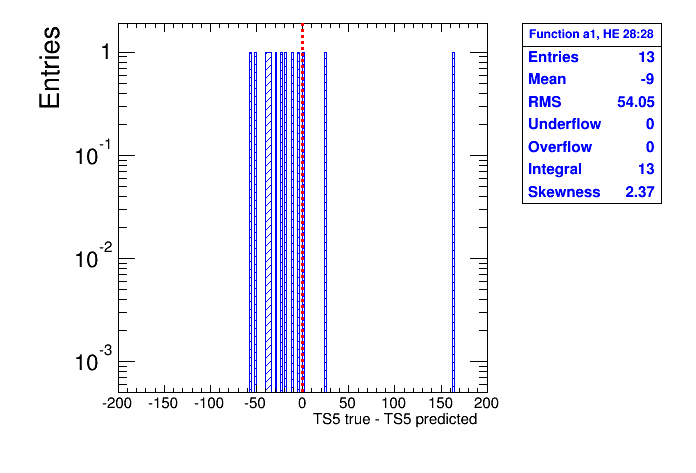 Function a1, HE 28:28
Entries 13
Mean -9
RMS 54.05
Underflow 0
Overflow 0
Integral 13
Skewness 2.37
Entries
1
10^-1
10^-2
10^-3
-200 -150 -100 -50 0 50 100 150 200
TS5 true - TS5 predicted